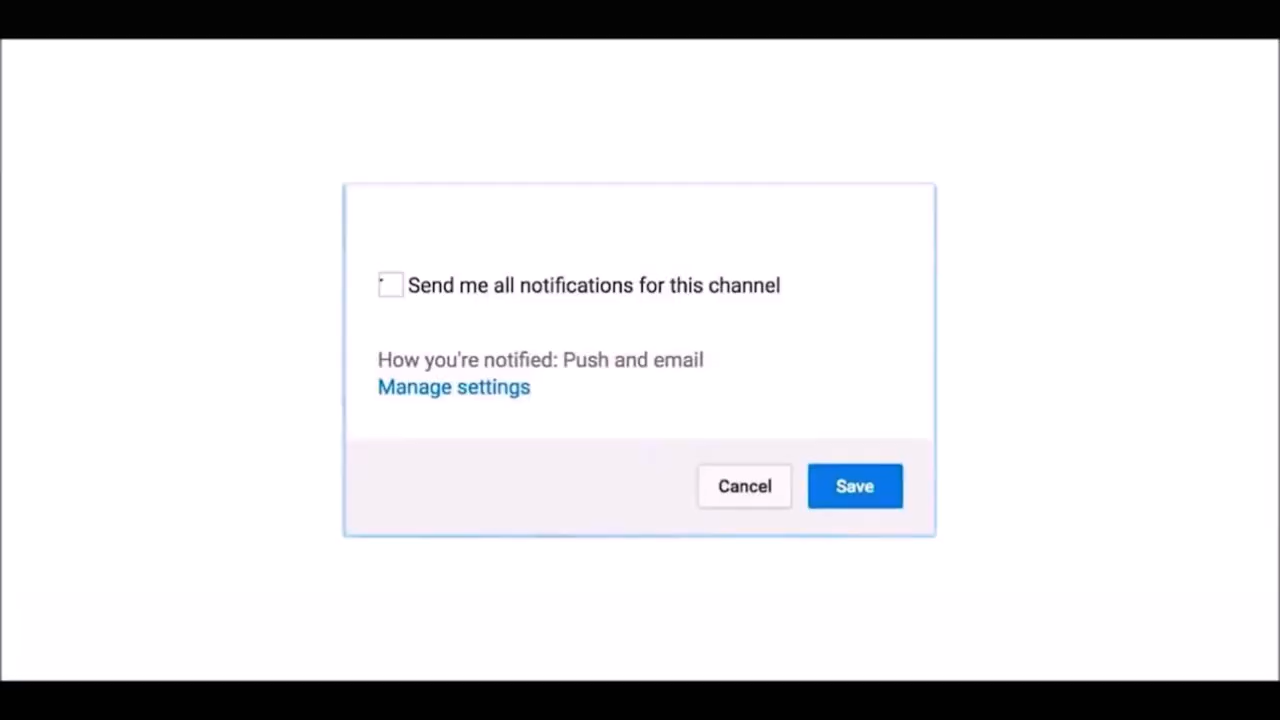 Send me all notifications for this channel
How you're notified: Push and email
Manage settings
Cancel
Save